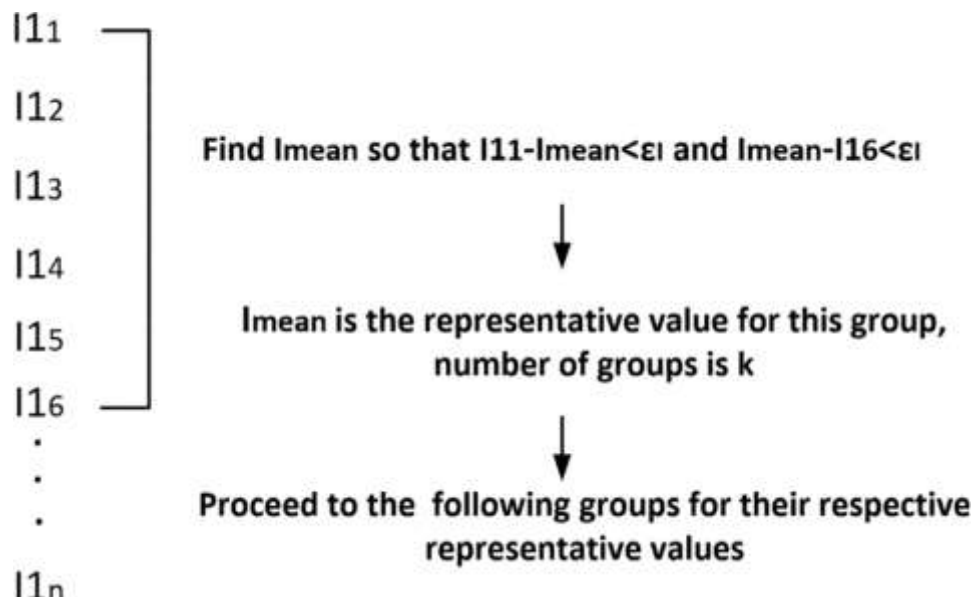 I11
I12
Find Imean so that I11-Imean<εI and Imean-I16<εI
I13
I14
Imean is the representative value for this group,
I15
number of groups is k
I16
.
.
Proceed to the following groups for their respective
.
representative values
I1n